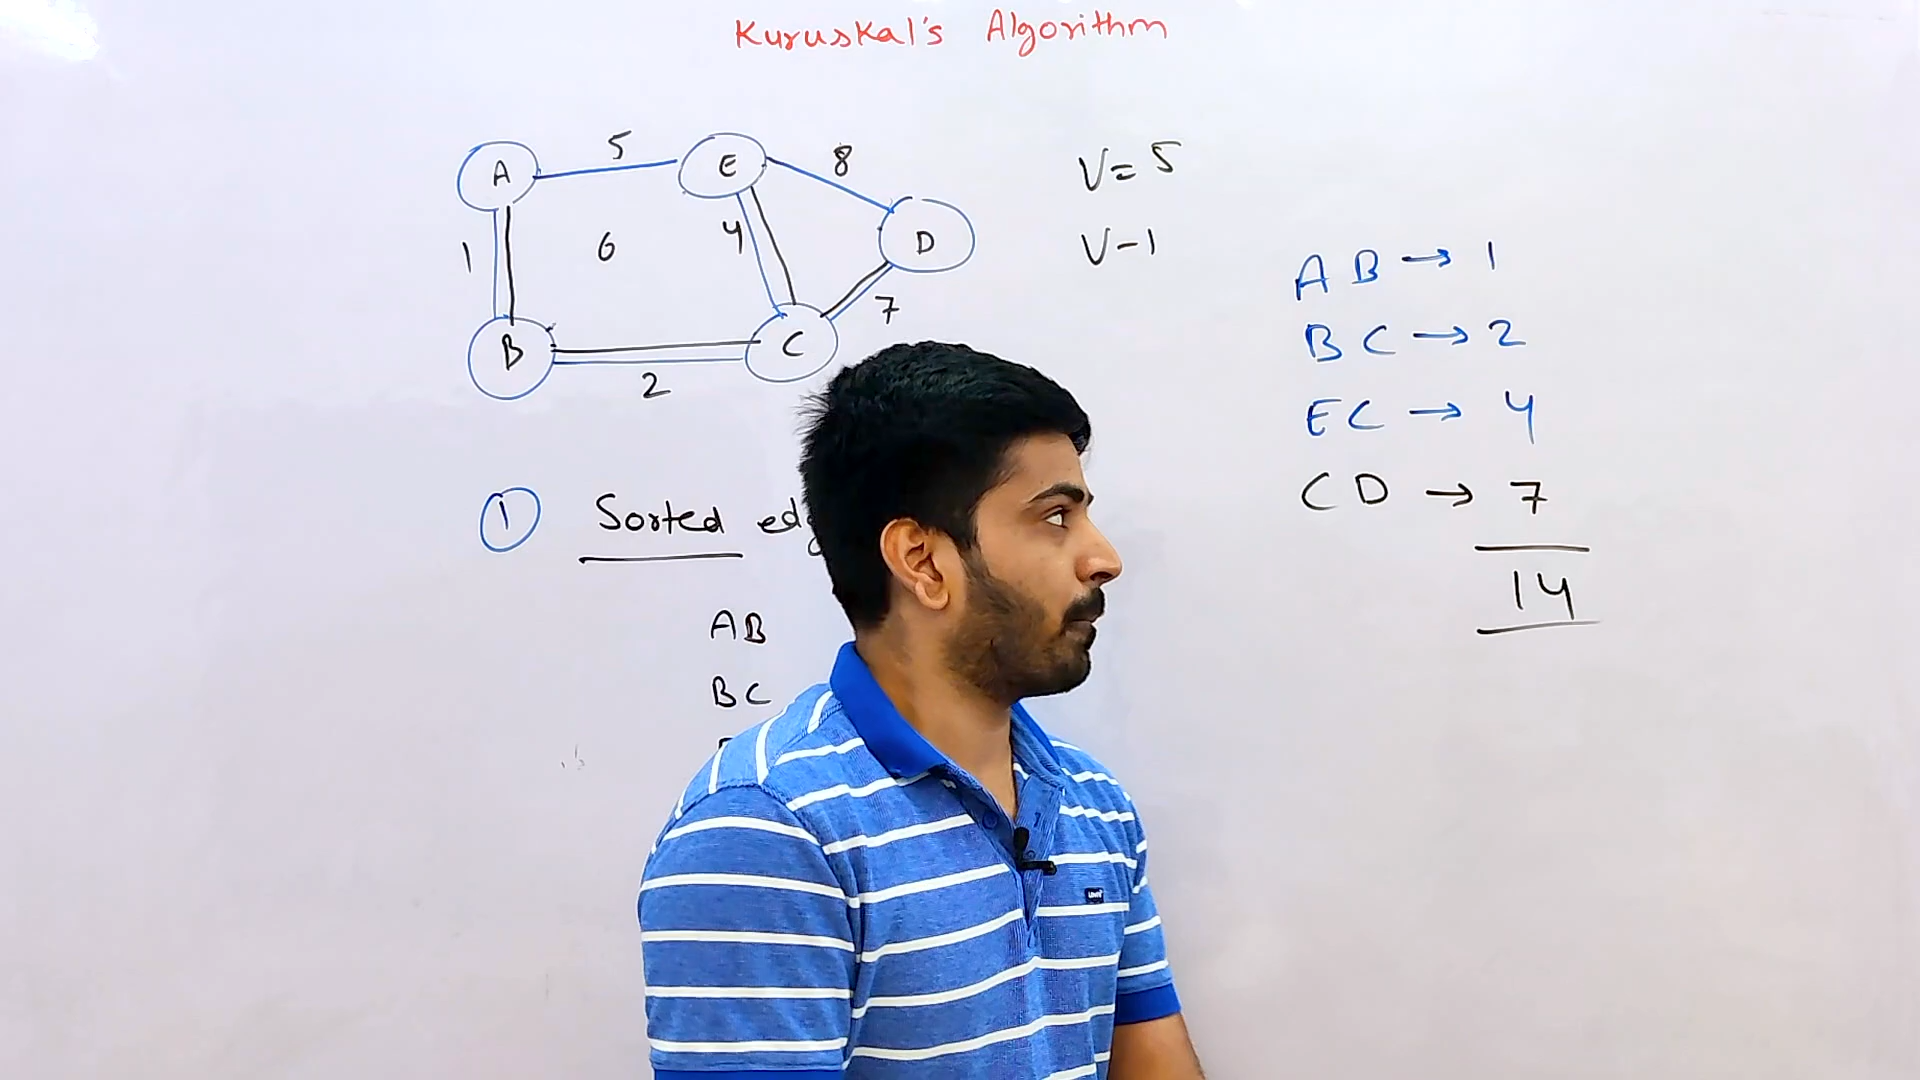 Kuruskal's Algorithm
5
8
A
E
V = 5
1
6
4
D
V-1
7
B
C
2
AB → 1
BC → 2
EC → 4
CD → 7
14
1 Sorted
AB
BC